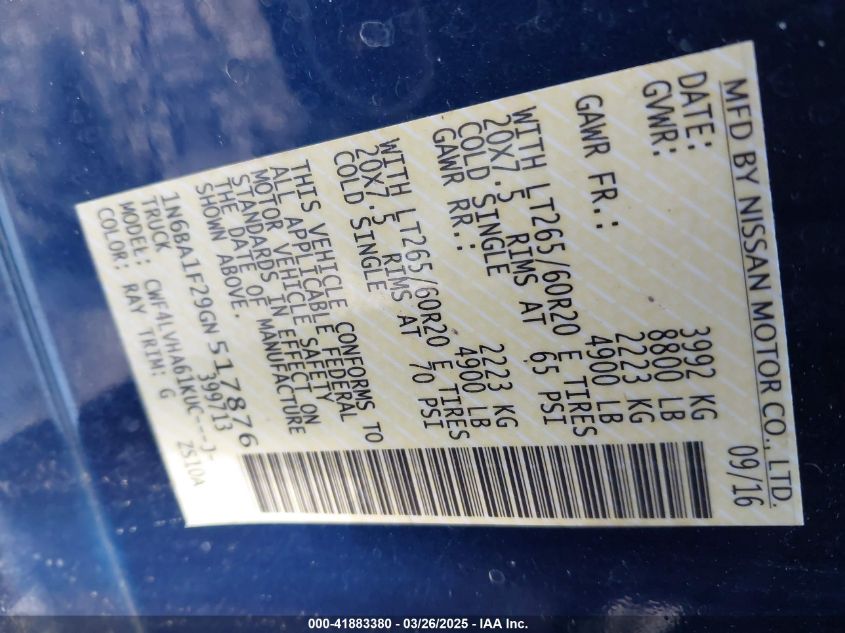 MFD BY NISSAN MOTOR CO., LTD.
DATE: 09/16
GVWR: 3992 KG
8800 LB
GAWR FR.: 2223 KG
4900 LB
WITH LT265/60R20 E TIRES
20X7.5 RIMS AT 65 PSI
COLD SINGLE
GAWR RR.: 2223 KG
4900 LB
WITH LT265/60R20 E TIRES
20X7.5 RIMS AT 70 PSI
COLD SINGLE
THIS VEHICLE CONFORMS TO
ALL APPLICABLE FEDERAL
MOTOR VEHICLE SAFETY
STANDARDS IN EFFECT ON
THE DATE OF MANUFACTURE
SHOWN ABOVE.
1N6BA1F29GN517876
TRUCK 399713
MODEL: CWF4LVHA61KUC---J-
COLOR: RAY TRIM: G ZSIOA
000-41883380 - 03/26/2025 - IAA Inc.